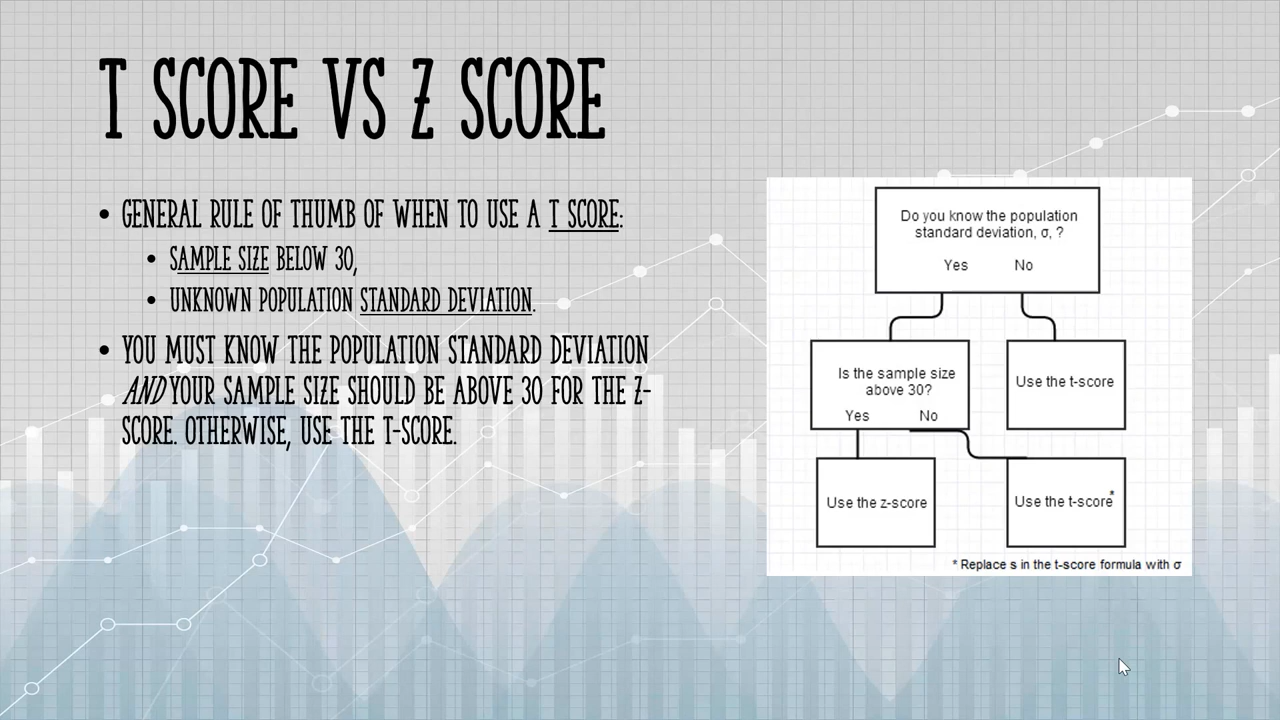 T SCORE VS Z SCORE
• GENERAL RULE OF THUMB OF WHEN TO USE A T SCORE:
• SAMPLE SIZE BELOW 30,
• UNKNOWN POPULATION STANDARD DEVIATION.
• YOU MUST KNOW THE POPULATION STANDARD DEVIATION
AND YOUR SAMPLE SIZE SHOULD BE ABOVE 30 FOR THE Z-
SCORE. OTHERWISE, USE THE T-SCORE.
Do you know the population
standard deviation, σ, ?
Yes No
Is the sample size
above 30?
Yes No
Use the t-score
Use the z-score
Use the t-score*
* Replace s in the t-score formula with σ